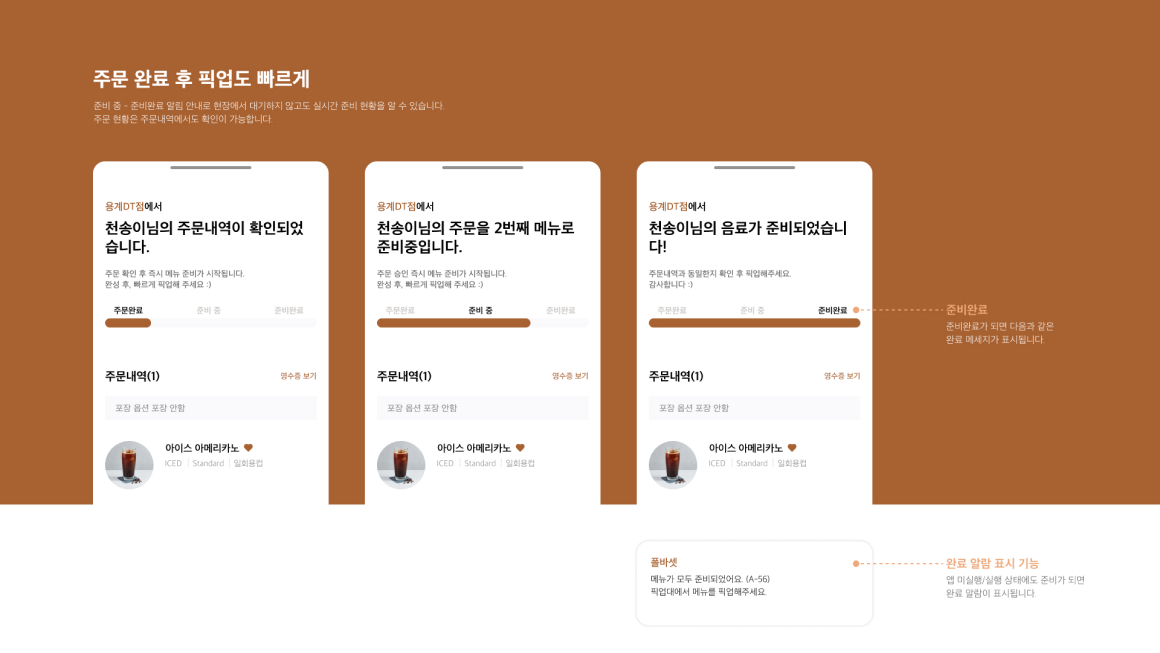 주문 완료 후 픽업도 빠르게
준비 중 - 준비완료 알림 안내로 현장에서 대기하지 않고도 실시간 준비 현황을 알 수 있습니다.
주문 현황은 주문내역에서도 확인이 가능합니다.
용계DT점에서
천송이님의 주문내역이 확인되었
습니다.
주문 확인 후 즉시 메뉴 준비가 시작됩니다.
완성 후, 빠르게 픽업해 주세요 :)
주문완료 준비 중 준비완료
주문내역(1) 영수증 보기
포장 옵션 포장 안함
아이스 아메리카노
ICED Standard 일회용컵
용계DT점에서
천송이님의 주문을 2번째 메뉴로
준비중입니다.
주문 승인 즉시 메뉴 준비가 시작됩니다.
완성 후, 빠르게 픽업해 주세요 :)
주문완료 준비 중 준비완료
주문내역(1) 영수증 보기
포장 옵션 포장 안함
아이스 아메리카노
ICED Standard 일회용컵
용계DT점에서
천송이님의 음료가 준비되었습니
다!
주문내역과 동일한지 확인 후 픽업해주세요.
감사합니다 :)
주문완료 준비 중 준비완료
주문내역(1) 영수증 보기
포장 옵션 포장 안함
아이스 아메리카노
ICED Standard 일회용컵
준비완료
준비완료가 되면 다음과 같은
완료 메세지가 표시됩니다.
폴바셋
메뉴가 모두 준비되었어요. (A-56)
픽업대에서 메뉴를 픽업해주세요.
완료 알람 표시 기능
앱 미실행/실행 상태에도 준비가 되면
완료 알람이 표시됩니다.